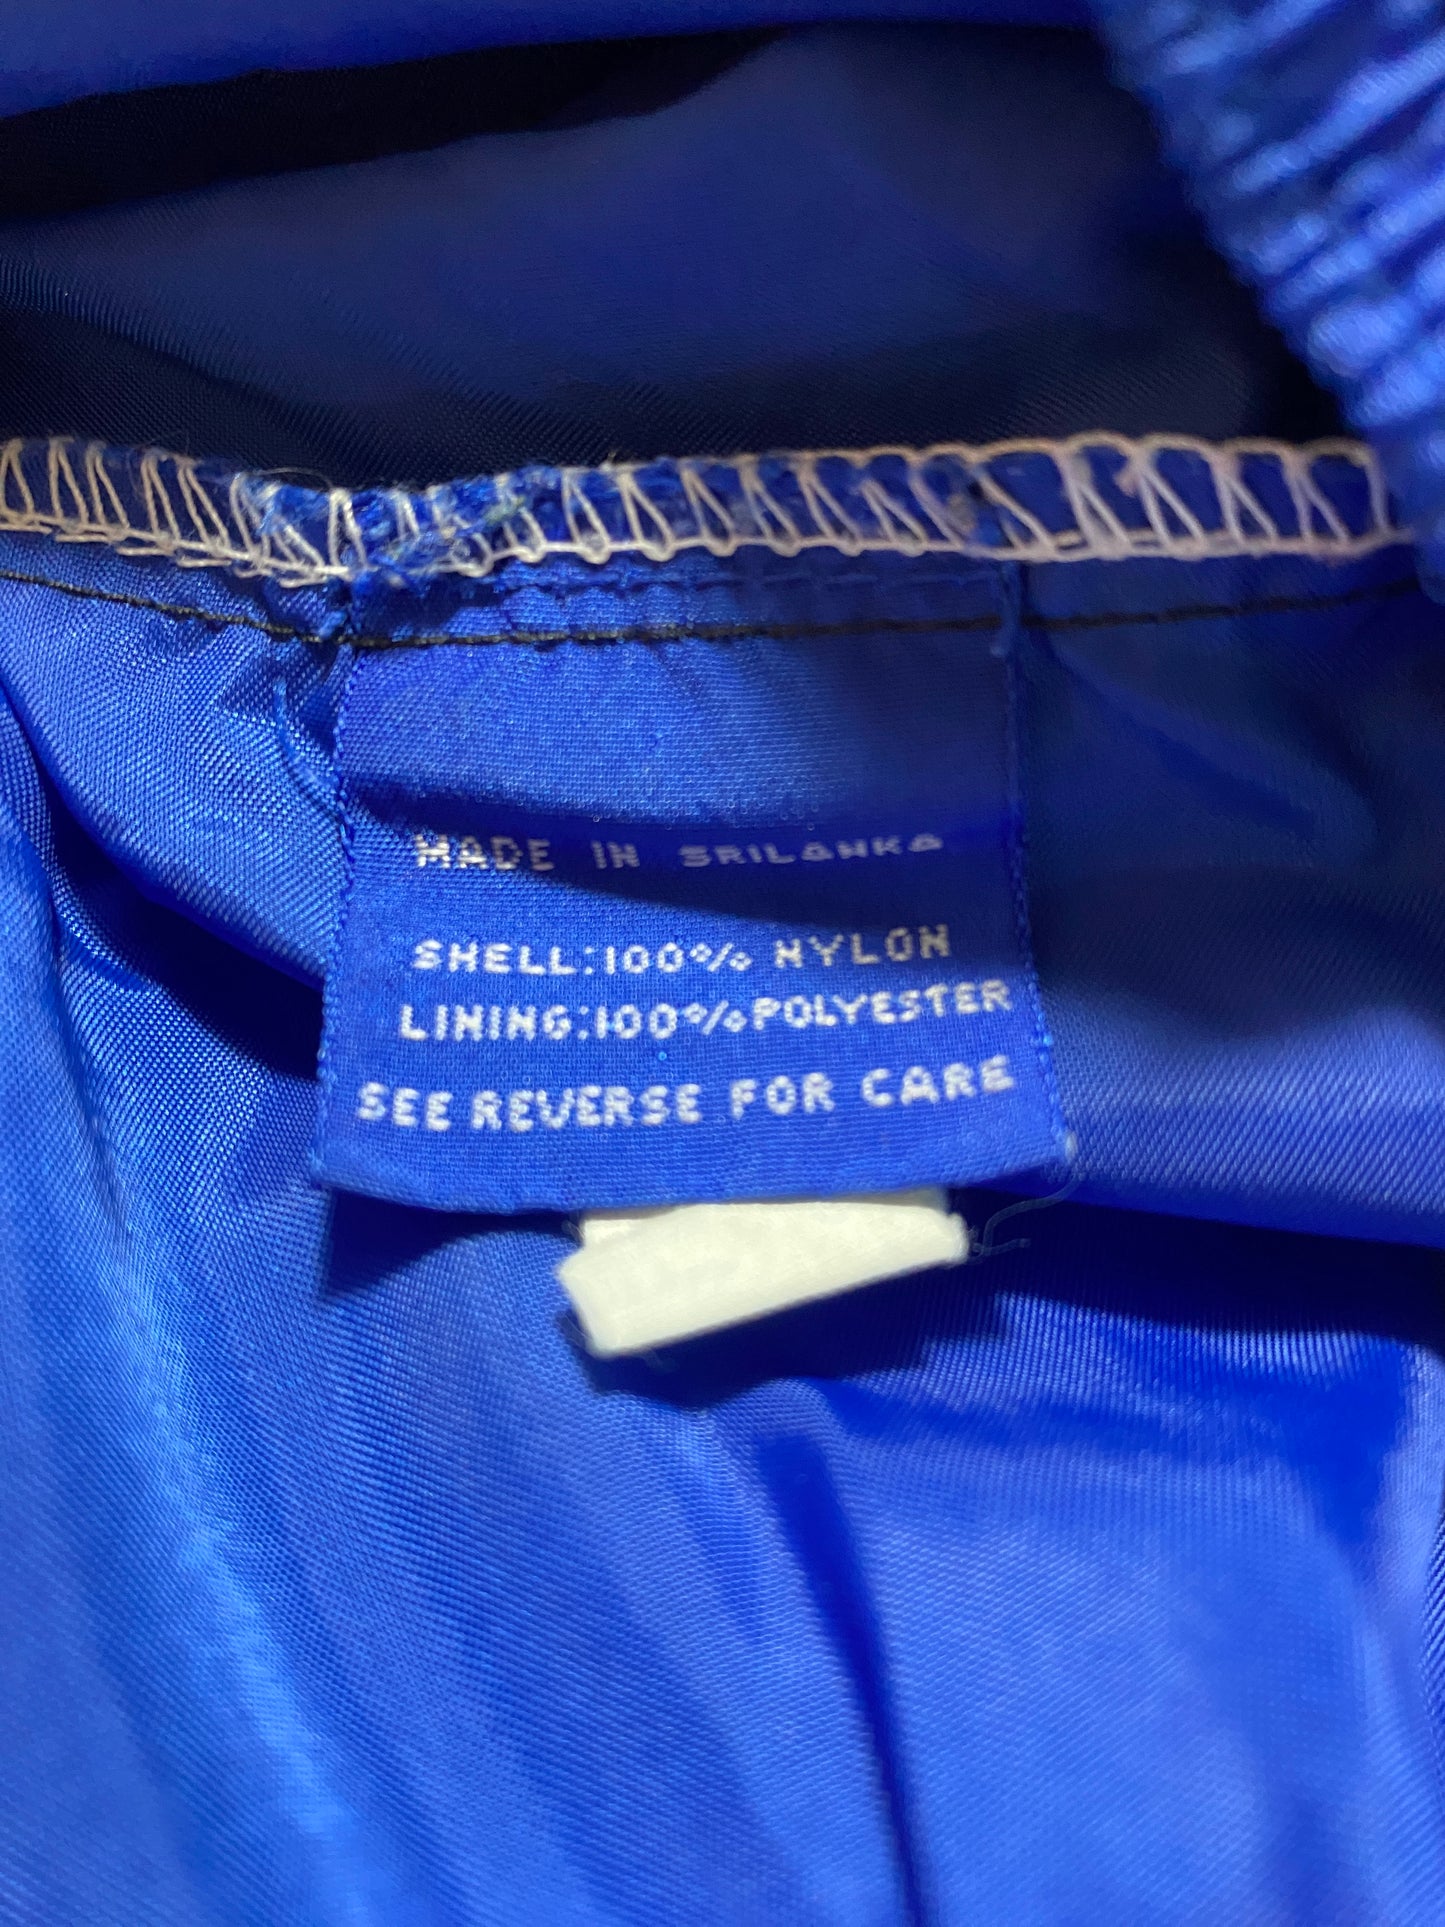 MADE IN SRILANKA
SHELL:100% NYLON
LINING:100%POLYESTER
SEE REVERSE FOR CARE